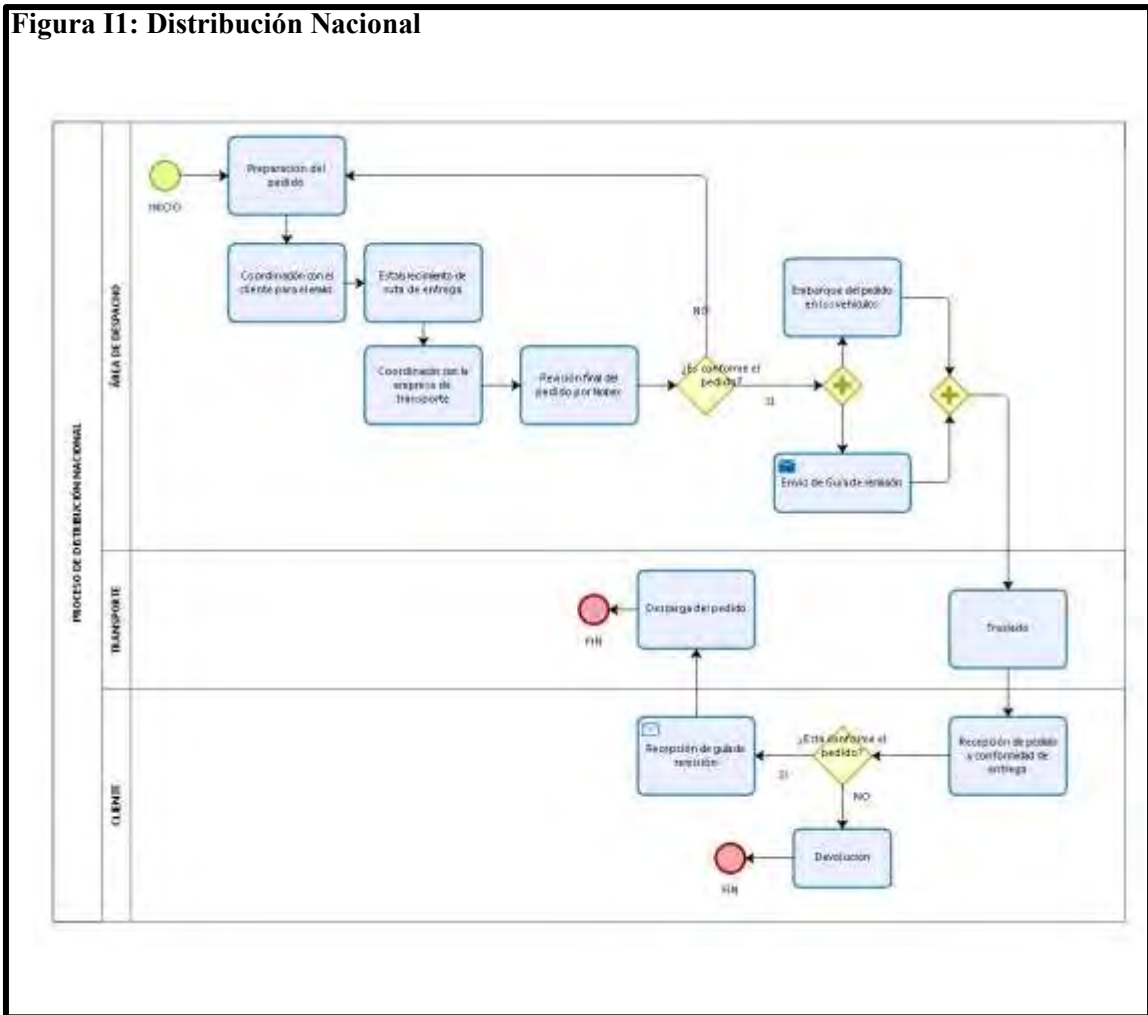 Figura I1: Distribución Nacional
PROCESO DE DISTRIBUCIÓN NACIONAL
ÁREA DE DESPACHO
INICIO
Preparación del
pedido
Coordinación con el
cliente para el
Establecimiento de
ruta de entrega
Coordinación con la
empresa de
transporte
Revisión final del
pedido por
¿Es conforme el
pedido?
NO
SI
Embarque del pedido
en los vehículos
Envío de Guía de remisión
TRANSPORTE
Traslado
Descarga del pedido
FIN
CLIENTE
Recepción de pedido
y conformidad de
entrega
¿Esta conforme el
pedido?
SI
NO
Recepción de guía de
remisión
Devolución
FIN